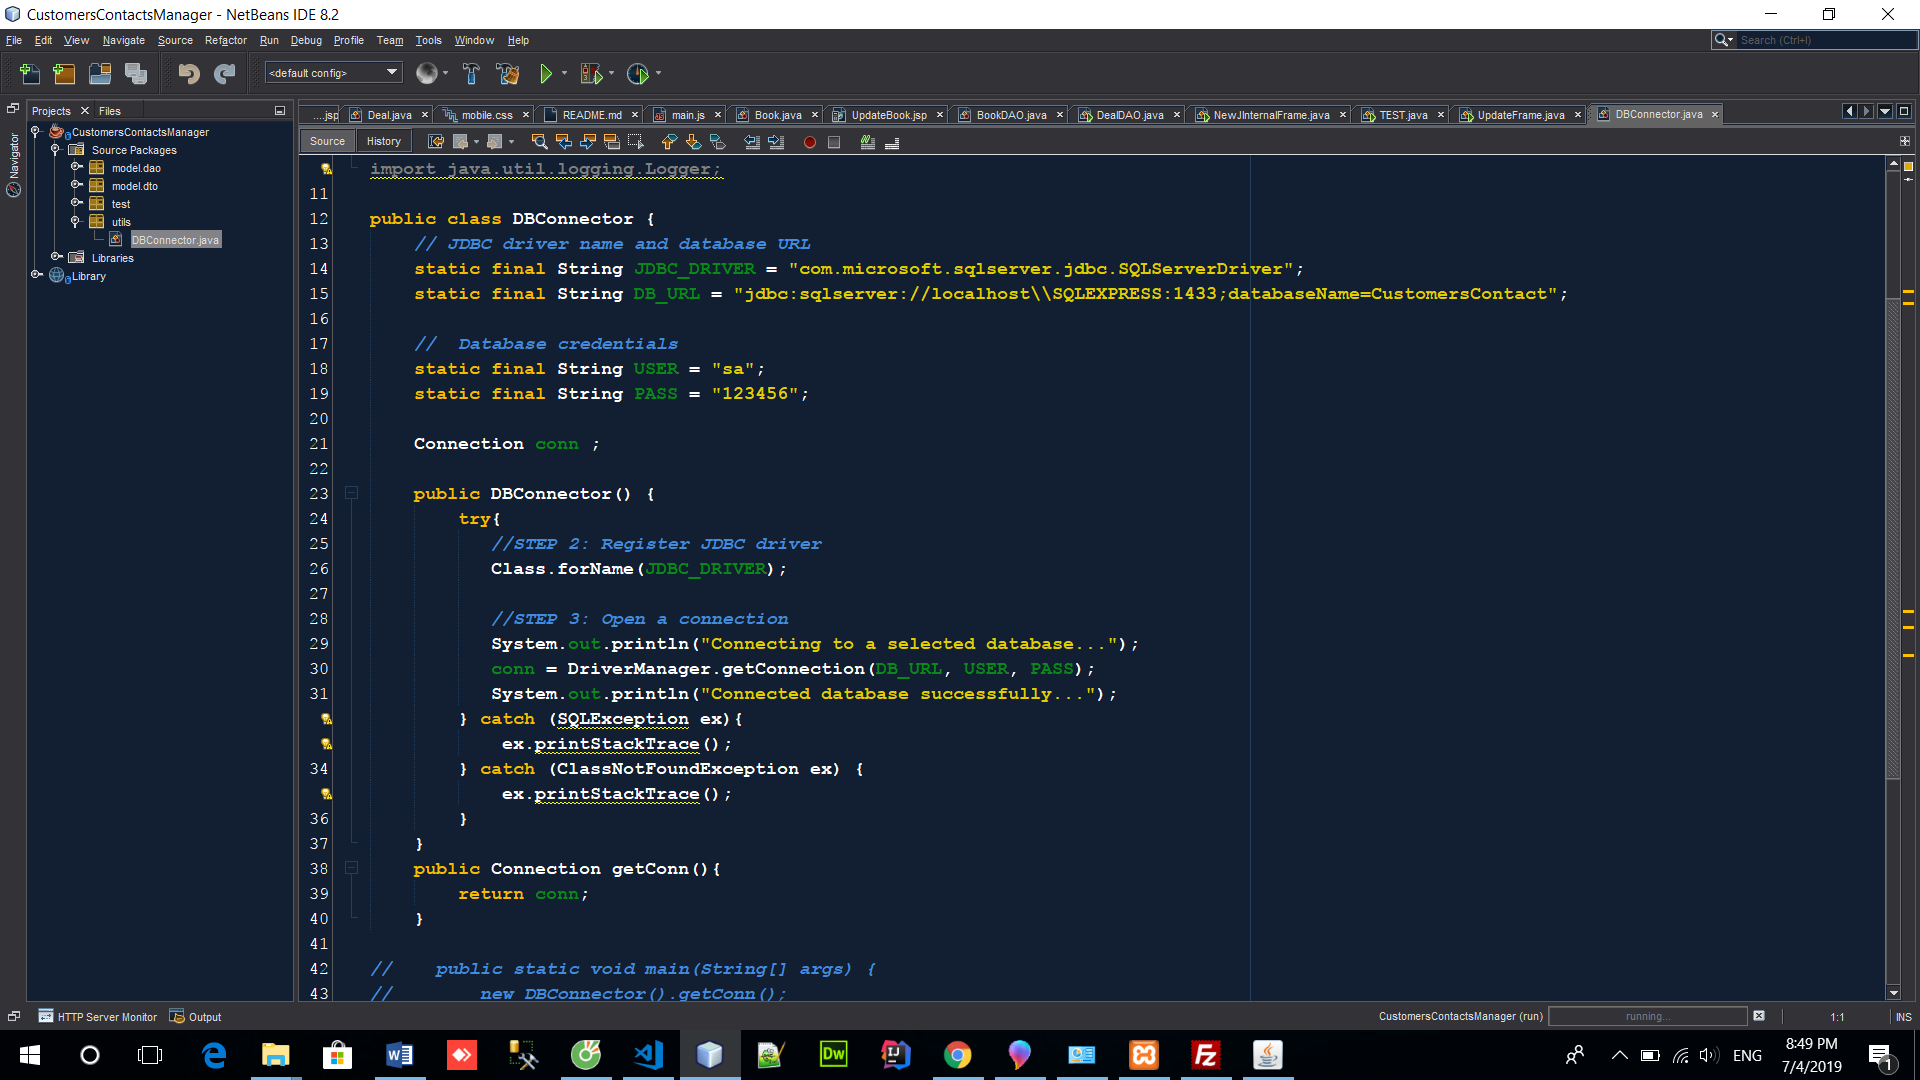 CustomersContactsManager - NetBeans IDE 8.2
File Edit View Navigate Source Refactor Run Debug Profile Team Tools Window Help
Search (Ctrl+I)
<default config>
Projects Files
...jsp Deal.java mobile.css README.md main.js Book.java UpdateBook.jsp BookDAO.java DealDAO.java NewJInternalFrame.java TEST.java UpdateFrame.java DBConnector.java
Source History
Navigator
CustomersContactsManager
Source Packages
model.dao
model.dto
test
utils
DBConnector.java
Libraries
Library
import java.util.logging.Logger;
11
12 public class DBConnector {
13 // JDBC driver name and database URL
14 static final String JDBC_DRIVER = "com.microsoft.sqlserver.jdbc.SQLServerDriver";
15 static final String DB_URL = "jdbc:sqlserver://localhost\\SQLEXPRESS:1433;databaseName=CustomersContact";
16
17 //  Database credentials
18 static final String USER = "sa";
19 static final String PASS = "123456";
20
21 Connection conn ;
22
23 public DBConnector() {
24 try{
25 //STEP 2: Register JDBC driver
26 Class.forName(JDBC_DRIVER);
27
28 //STEP 3: Open a connection
29 System.out.println("Connecting to a selected database...");
30 conn = DriverManager.getConnection(DB_URL, USER, PASS);
31 System.out.println("Connected database successfully...");
} catch (SQLException ex){
ex.printStackTrace();
34 } catch (ClassNotFoundException ex) {
ex.printStackTrace();
36 }
37 }
38 public Connection getConn(){
39 return conn;
40 }
41
42 //    public static void main(String[] args) {
43 //        new DBConnector().getConn();
HTTP Server Monitor Output
CustomersContactsManager (run) running... 1:1 INS
ENG
8:49 PM
7/4/2019
1